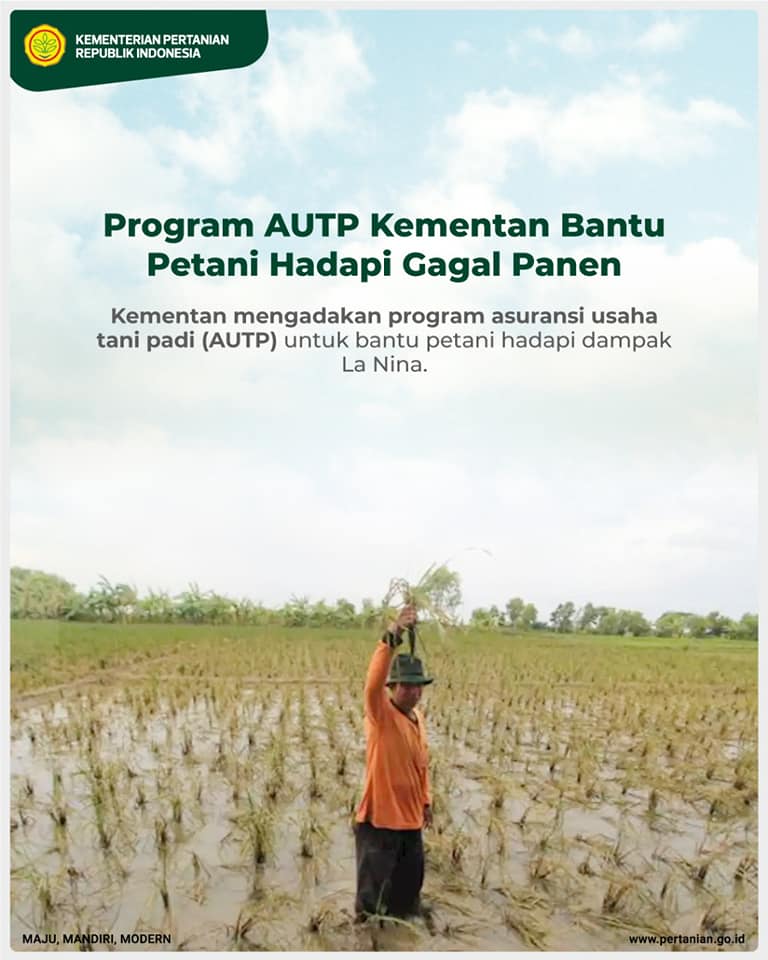 KEMENTERIAN PERTANIAN
REPUBLIK INDONESIA
Program AUTP Kementan Bantu
Petani Hadapi Gagal Panen
Kementan mengadakan program asuransi usaha
tani padi (AUTP) untuk bantu petani hadapi dampak
La Nina.
MAJU, MANDIRI, MODERN
www.pertanian.go.id